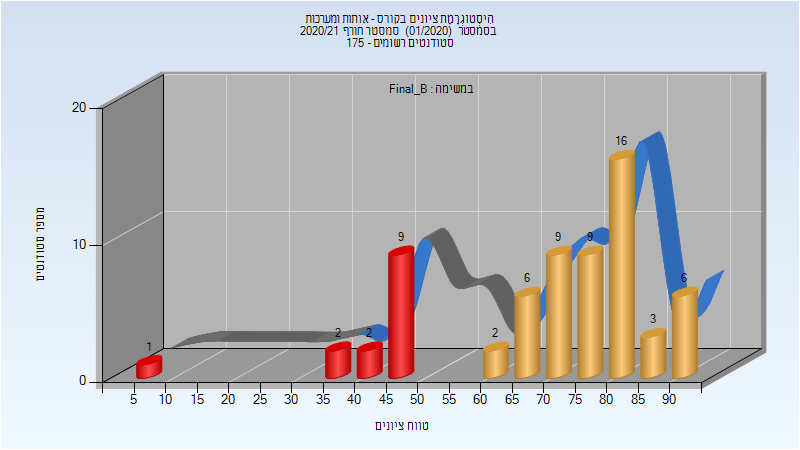 היסטוגרמת ציונים בקורס - אותות ומערכות
בסמסטר (01/2020) סמסטר חורף 2020/21
סטודנטים רשומים - 175
במשימה : Final_B
מספר סטודנטים
20
10
0
1
2
2
9
2
6
9
9
16
3
6
5 10 15 20 25 30 35 40 45 50 55 60 65 70 75 80 85 90
טווח ציונים